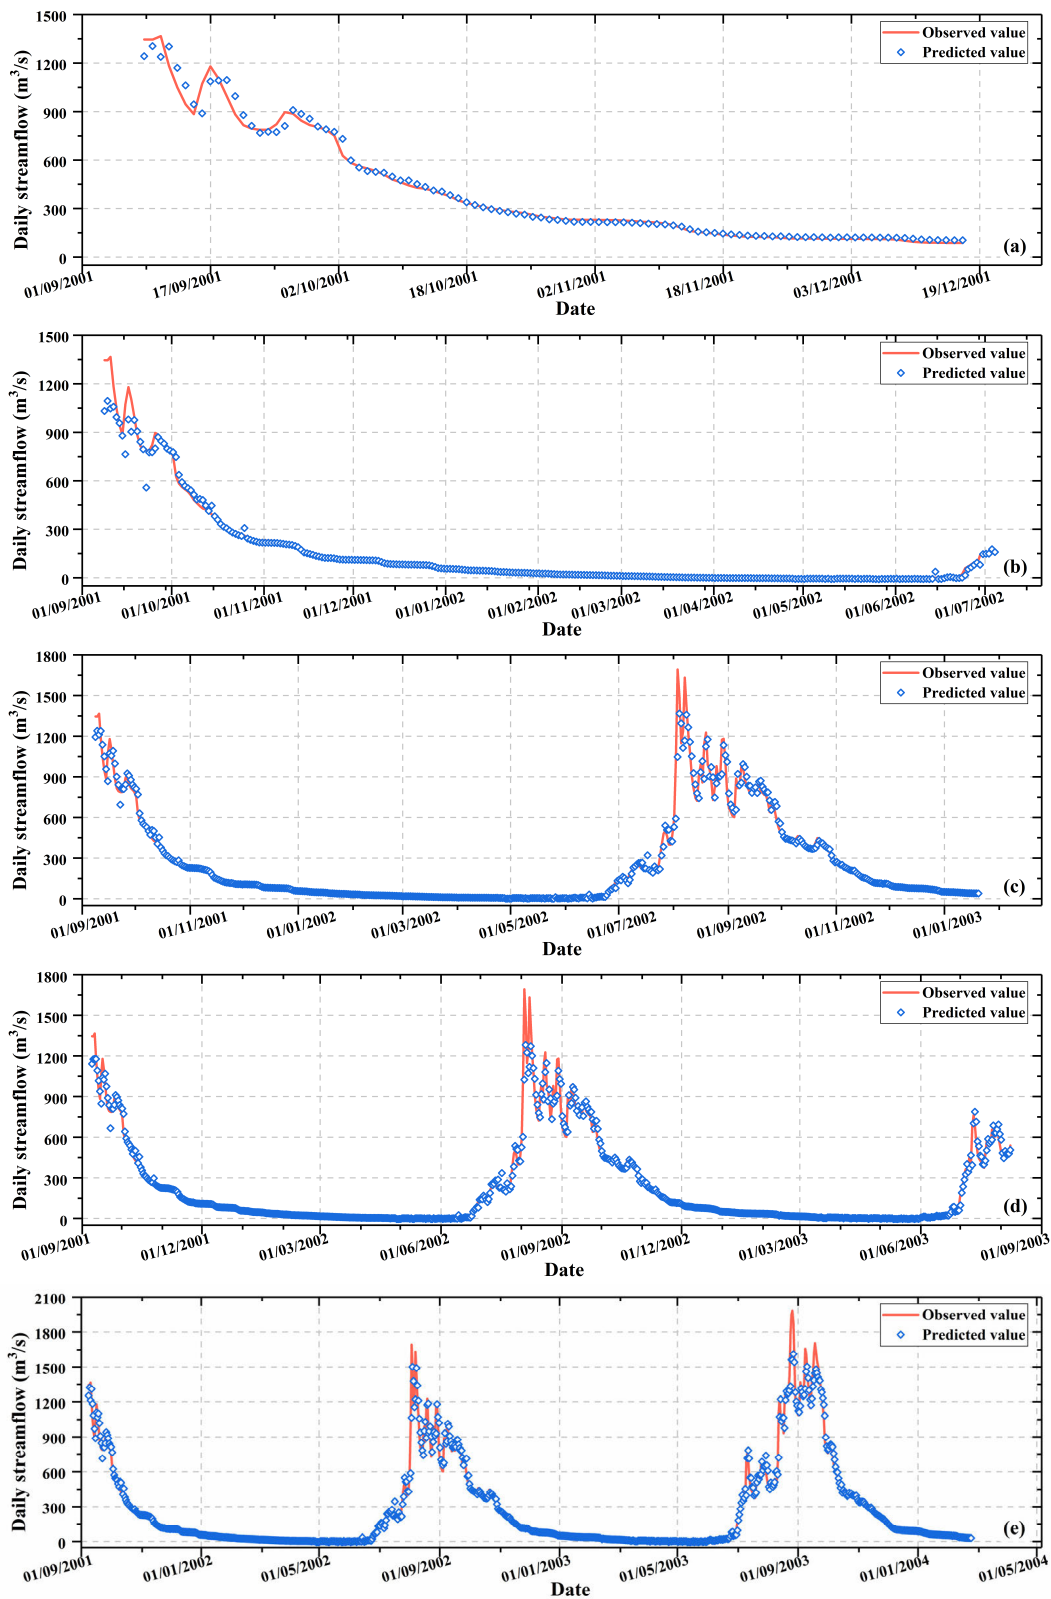 1500
1200
900
600
300
0
Daily streamflow (m³/s)
Observed value
Predicted value
(a)
01/09/2001 17/09/2001 02/10/2001 18/10/2001 02/11/2001 18/11/2001 03/12/2001 19/12/2001
Date
1500
1200
900
600
300
0
Daily streamflow (m³/s)
Observed value
Predicted value
(b)
01/09/2001 01/10/2001 01/11/2001 01/12/2001 01/01/2002 01/02/2002 01/03/2002 01/04/2002 01/05/2002 01/06/2002 01/07/2002
Date
1800
1500
1200
900
600
300
0
Daily streamflow (m³/s)
Observed value
Predicted value
(c)
01/09/2001 01/11/2001 01/01/2002 01/03/2002 01/05/2002 01/07/2002 01/09/2002 01/11/2002 01/01/2003
Date
1800
1500
1200
900
600
300
0
Daily streamflow (m³/s)
Observed value
Predicted value
(d)
01/09/2001 01/12/2001 01/03/2002 01/06/2002 01/09/2002 01/12/2002 01/03/2003 01/06/2003 01/09/2003
Date
2100
1800
1500
1200
900
600
300
0
Daily streamflow (m³/s)
Observed value
Predicted value
(e)
01/09/2001 01/01/2002 01/05/2002 01/09/2002 01/01/2003 01/05/2003 01/09/2003 01/01/2004 01/05/2004
Date